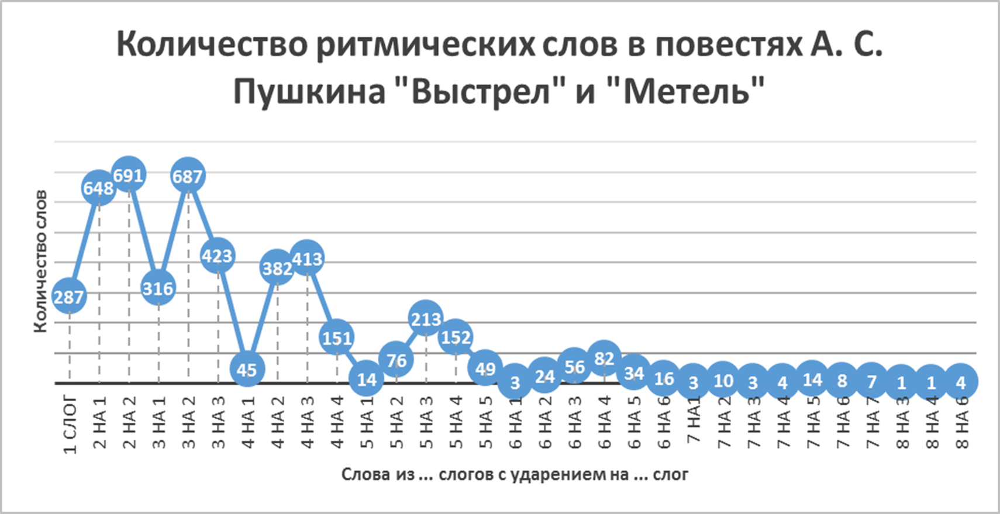 Количество ритмических слов в повестях А. С.
Пушкина "Выстрел" и "Метель"
Количество слов
287
648
691
316
687
423
45
382
413
151
14
76
213
152
49
3
24
56
82
34
16
3
10
3
4
14
8
7
1
1
4
1 СЛОГ
2 НА 1
2 НА 2
3 НА 1
3 НА 2
3 НА 3
4 НА 1
4 НА 2
4 НА 3
4 НА 4
5 НА 1
5 НА 2
5 НА 3
5 НА 4
5 НА 5
6 НА 1
6 НА 2
6 НА 3
6 НА 4
6 НА 5
6 НА 6
7 НА1
7 НА 2
7 НА 3
7 НА 4
7 НА 5
7 НА 6
7 НА 7
8 НА 3
8 НА 4
8 НА 6
Слова из ... слогов с ударением на ... слог